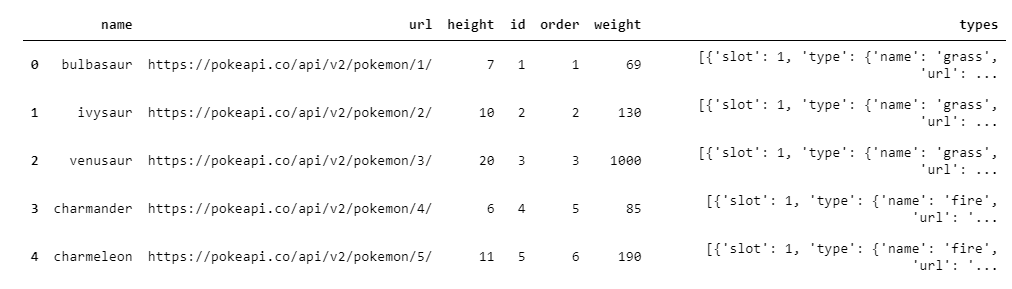 name url height id order weight types
0 bulbasaur https://pokeapi.co/api/v2/pokemon/1/ 7 1 1 69 [{'slot': 1, 'type': {'name': 'grass',
'url': ...
1 ivysaur https://pokeapi.co/api/v2/pokemon/2/ 10 2 2 130 [{'slot': 1, 'type': {'name': 'grass',
'url': ...
2 venusaur https://pokeapi.co/api/v2/pokemon/3/ 20 3 3 1000 [{'slot': 1, 'type': {'name': 'grass',
'url': ...
3 charmander https://pokeapi.co/api/v2/pokemon/4/ 6 4 5 85 [{'slot': 1, 'type': {'name': 'fire',
'url': '...
4 charmeleon https://pokeapi.co/api/v2/pokemon/5/ 11 5 6 190 [{'slot': 1, 'type': {'name': 'fire',
'url': '...